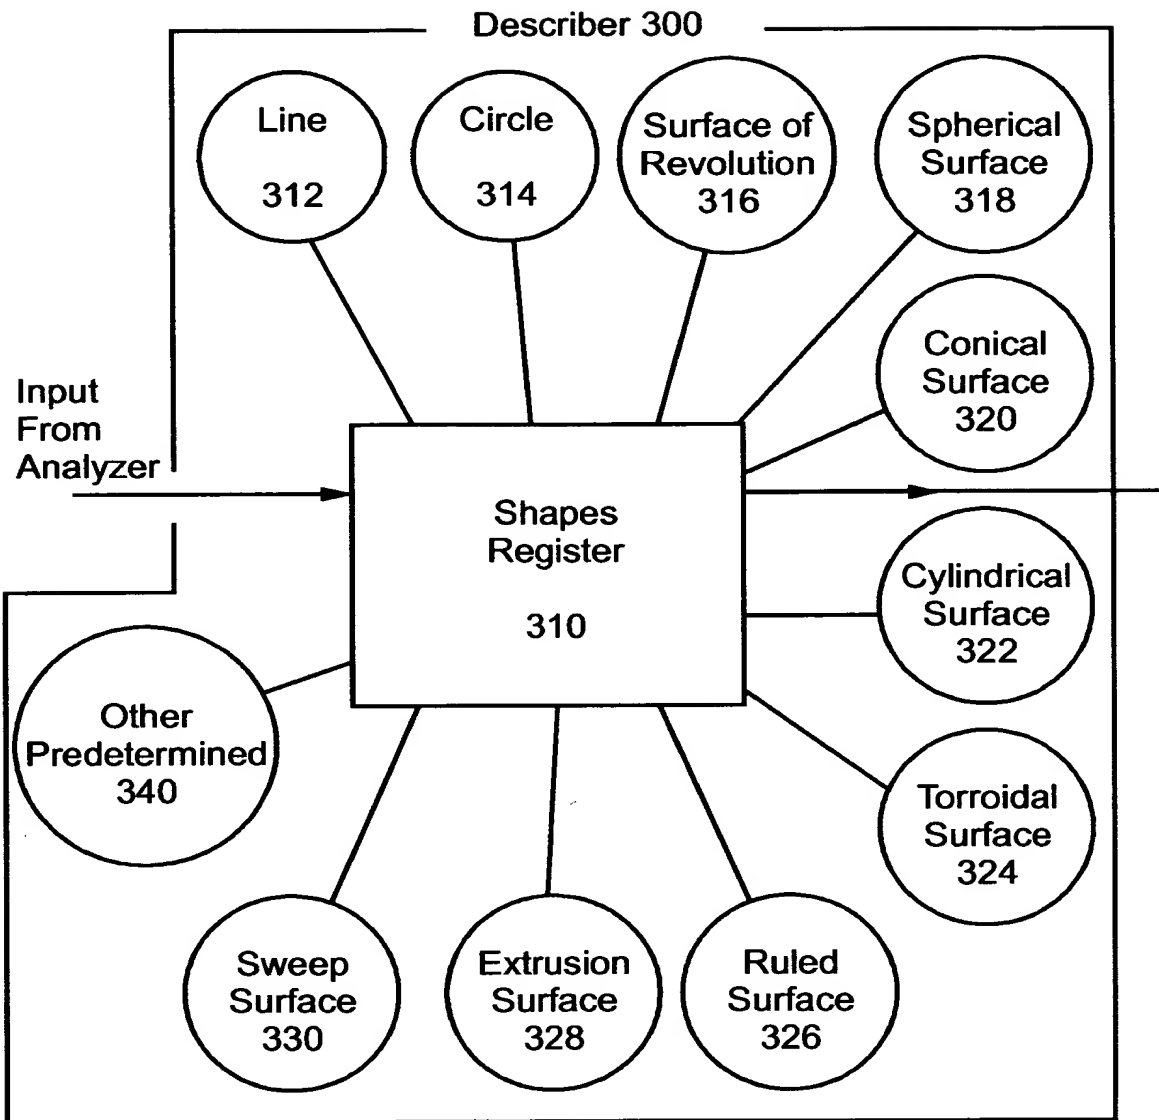 Describer 300
Line
312
Circle
314
Surface of
Revolution
316
Spherical
Surface
318
Conical
Surface
320
Input
From
Analyzer
Shapes
Register
310
Cylindrical
Surface
322
Other
Predetermined
340
Torroidal
Surface
324
Sweep
Surface
330
Extrusion
Surface
328
Ruled
Surface
326